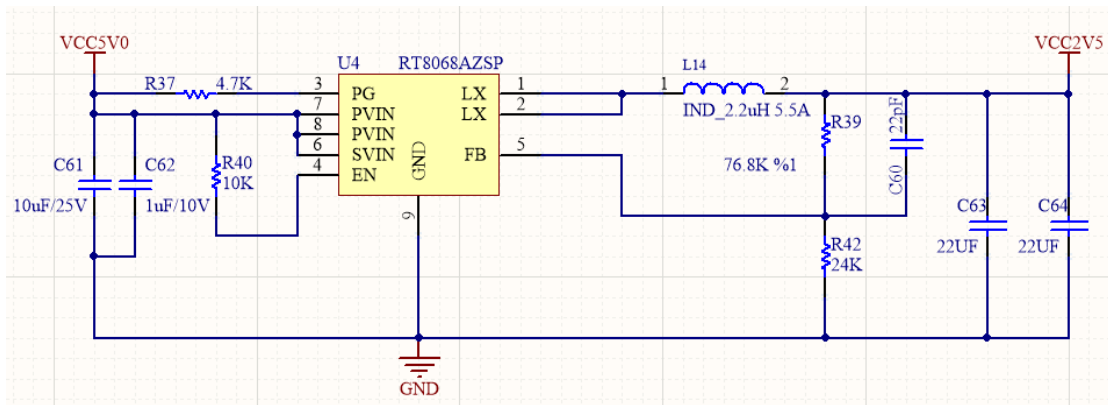 VCC5V0
VCC2V5
U4 RT8068AZSP
L14
R37 4.7K
3 PG LX 1
1 2
7 PVIN LX 2
IND_2.2uH 5.5A
8 PVIN
6 SVIN FB 5
4 EN
GND
9
R39
76.8K %1
22pF
C60
C61
10uF/25V
C62
1uF/10V
R40
10K
R42
24K
C63
22UF
C64
22UF
GND